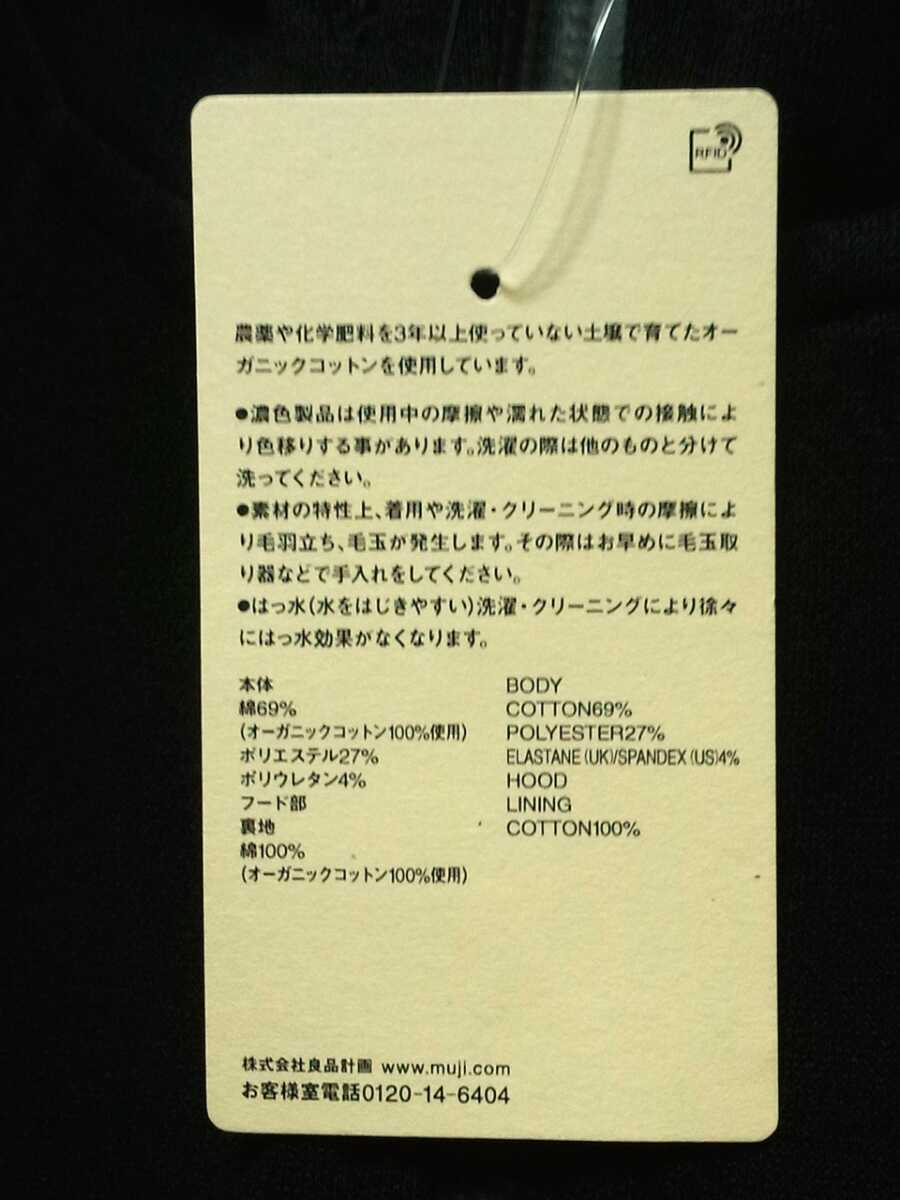 RFID
農薬や化学肥料を3年以上使っていない土壌で育てたオー
ガニックコットンを使用しています。
●濃色製品は使用中の摩擦や濡れた状態での接触によ
り色移りする事があります。洗濯の際は他のものと分けて
洗ってください。
●素材の特性上、着用や洗濯・クリーニング時の摩擦によ
り毛羽立ち、毛玉が発生します。その際はお早めに毛玉取
り器などで手入れをしてください。
●はっ水(水をはじきやすい)洗濯・クリーニングにより徐々
にはっ水効果がなくなります。
本体
綿69%
(オーガニックコットン100%使用)
ポリエステル27%
ポリウレタン4%
フード部
裏地
綿100%
(オーガニックコットン100%使用)
BODY
COTTON69%
POLYESTER27%
ELASTANE(UK)/SPANDEX(US)4%
HOOD
LINING
COTTON100%
株式会社良品計画 www.muji.com
お客様室電話0120-14-6404